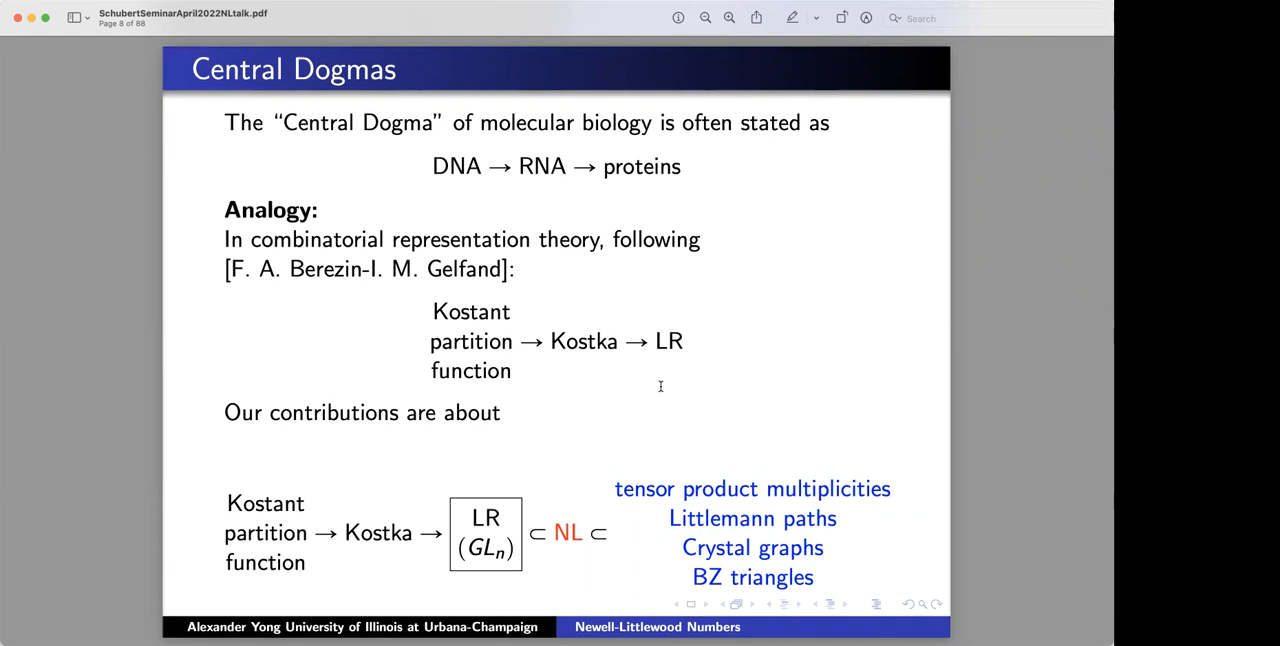 SchubertSeminarApril2022NLtalk.pdf
Page 8 of 88
Search
Central Dogmas
The “Central Dogma” of molecular biology is often stated as
DNA → RNA → proteins
Analogy:
In combinatorial representation theory, following
[F. A. Berezin-I. M. Gelfand]:
Kostant
partition → Kostka → LR
function
Our contributions are about
Kostant
partition → Kostka →
function
LR
(GLₙ)
⊂ NL ⊂
tensor product multiplicities
Littlemann paths
Crystal graphs
BZ triangles
Alexander Yong University of Illinois at Urbana-Champaign
Newell-Littlewood Numbers